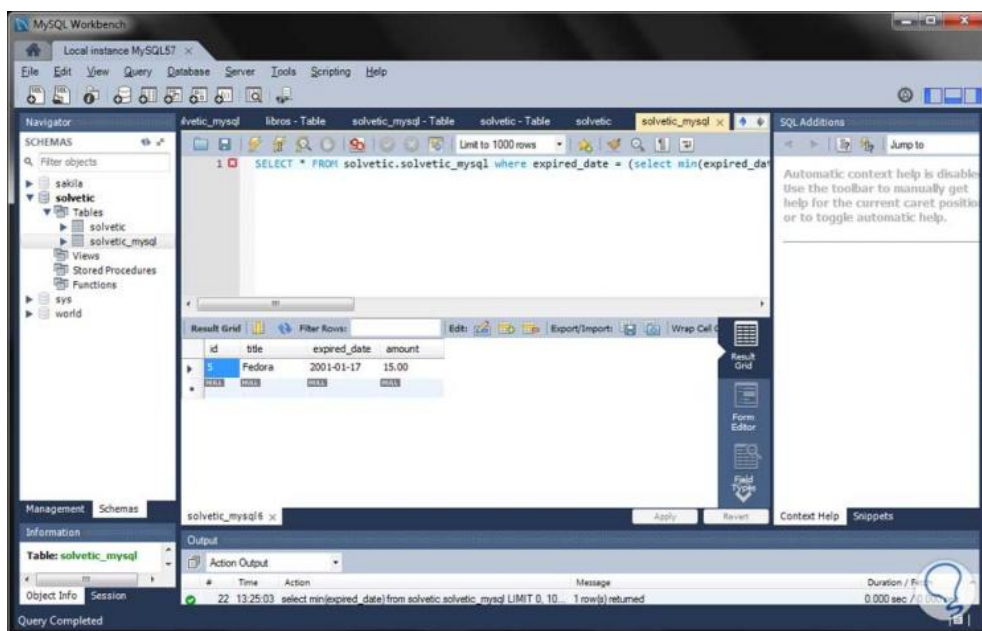 MySQL Workbench
Local instance MySQL57 ×
File Edit View Query Database Server Tools Scripting Help
Navigator
SCHEMAS
Filter objects
sakila
solvetic
Tables
solvetic
solvetic_mysql
Views
Stored Procedures
Functions
sys
world
Management Schemas
Information
Table: solvetic_mysql
Object Info Session
Query Completed
lvetic_mysql libros - Table solvetic_mysql - Table solvetic - Table solvetic solvetic_mysql ×
Limit to 1000 rows
1 SELECT * FROM solvetic.solvetic_mysql where expired_date = (select min(expired_dat
Result Grid Filter Rows: Edit: Export/Import: Wrap Cell C
id title expired_date amount
5 Fedora 2001-01-17 15.00
NULL NULL NULL NULL
Result Grid
Form Editor
Field Types
solvetic_mysql6 × Apply Revert
SQL Additions
Jump to
Automatic context help is disable
Use the toolbar to manually get
help for the current caret positio
or to toggle automatic help.
Context Help Snippets
Output
Action Output
# Time Action Message Duration /
22 13:25:03 select min(expired_date) from solvetic.solvetic_mysql LIMIT 0, 10... 1 row(s) returned 0.000 sec /